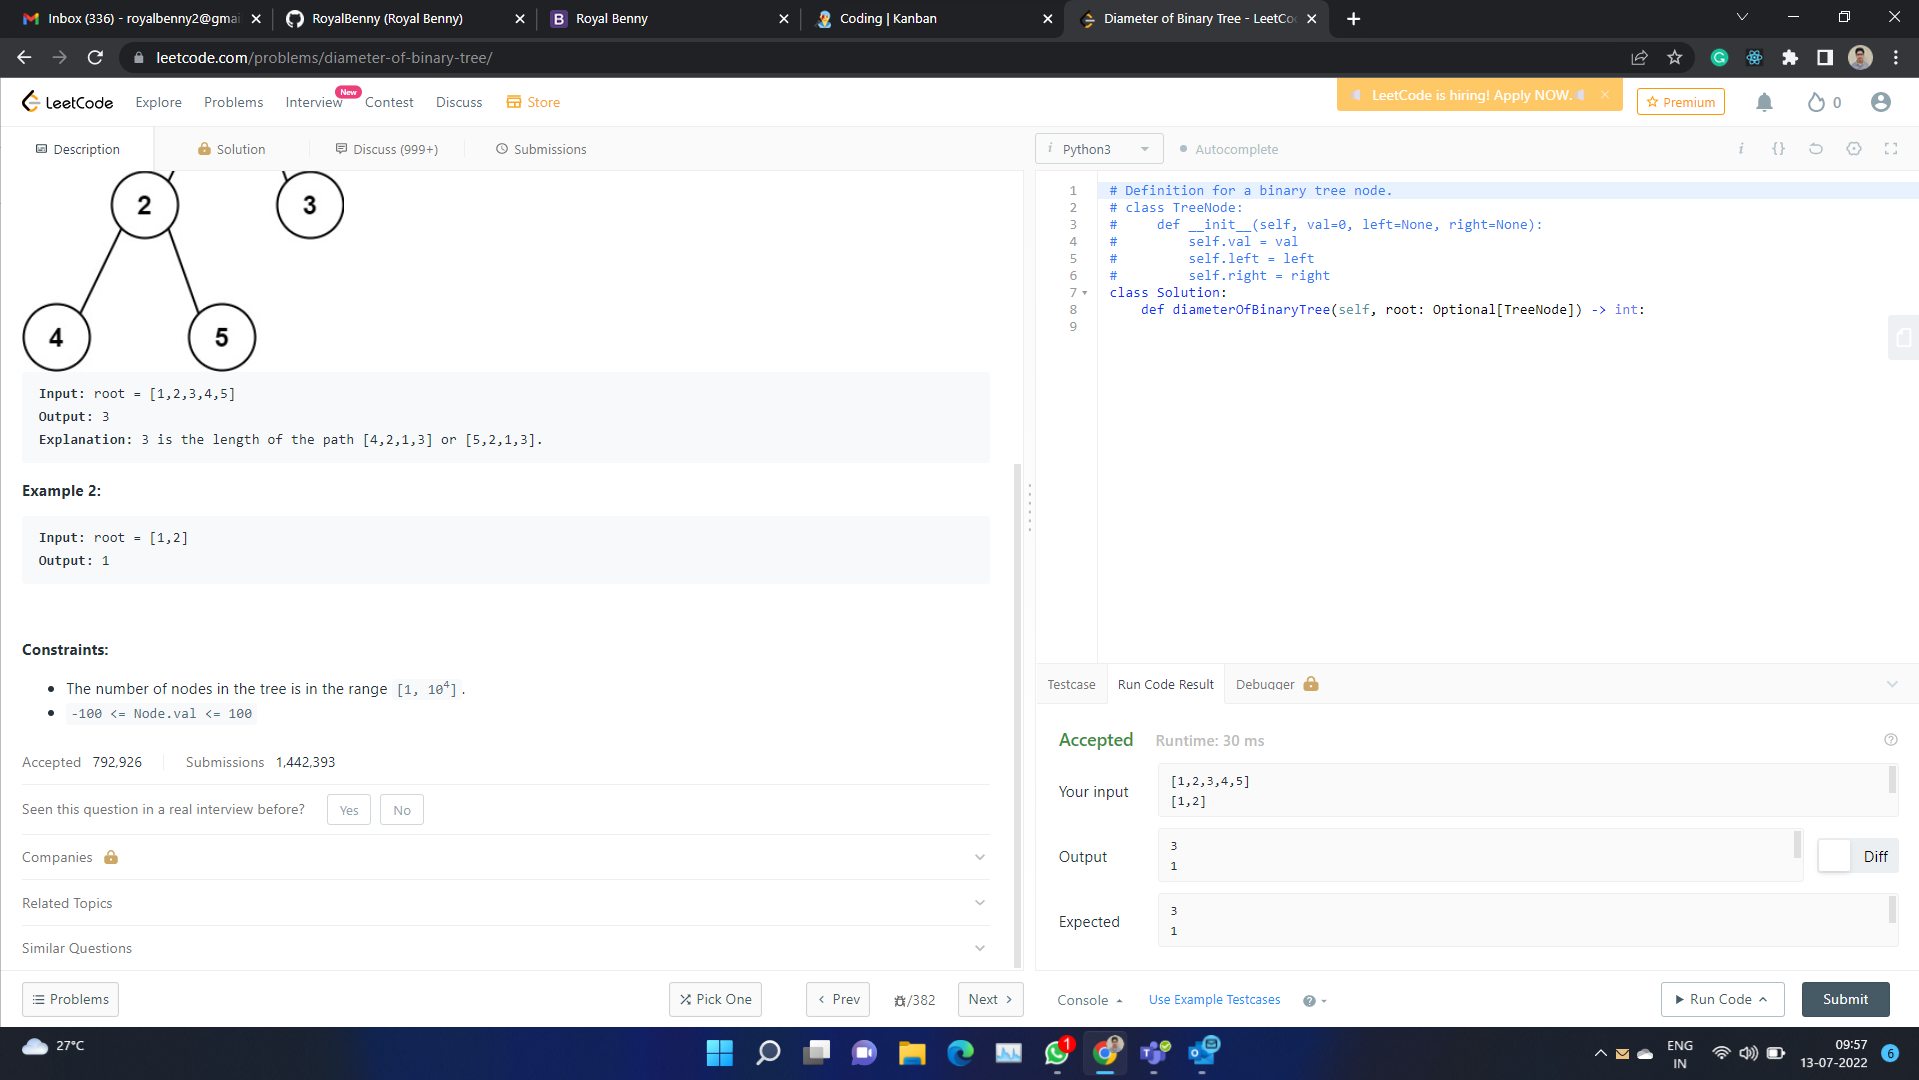 Inbox (336) - royalbenny2@gmai
RoyalBenny (Royal Benny)
Royal Benny
Coding | Kanban
Diameter of Binary Tree - LeetCo
leetcode.com/problems/diameter-of-binary-tree/
LeetCode
Explore
Problems
Interview
New
Contest
Discuss
Store
LeetCode is hiring! Apply NOW.
Premium
0
Description
Solution
Discuss (999+)
Submissions
Python3
Autocomplete
2
3
4
5
Input: root = [1,2,3,4,5]
Output: 3
Explanation: 3 is the length of the path [4,2,1,3] or [5,2,1,3].
Example 2:
Input: root = [1,2]
Output: 1
Constraints:
The number of nodes in the tree is in the range [1, 10⁴].
-100 <= Node.val <= 100
Accepted 792,926
Submissions 1,442,393
Seen this question in a real interview before?
Yes
No
Companies
Related Topics
Similar Questions
Problems
Pick One
Prev
/382
Next
1 # Definition for a binary tree node.
2 # class TreeNode:
3 #     def __init__(self, val=0, left=None, right=None):
4 #         self.val = val
5 #         self.left = left
6 #         self.right = right
7 class Solution:
8     def diameterOfBinaryTree(self, root: Optional[TreeNode]) -> int:
9
Testcase
Run Code Result
Debugger
Accepted
Runtime: 30 ms
Your input
[1,2,3,4,5]
[1,2]
Output
3
1
Diff
Expected
3
1
Console
Use Example Testcases
Run Code
Submit
27°C
1
ENG
IN
09:57
13-07-2022
6